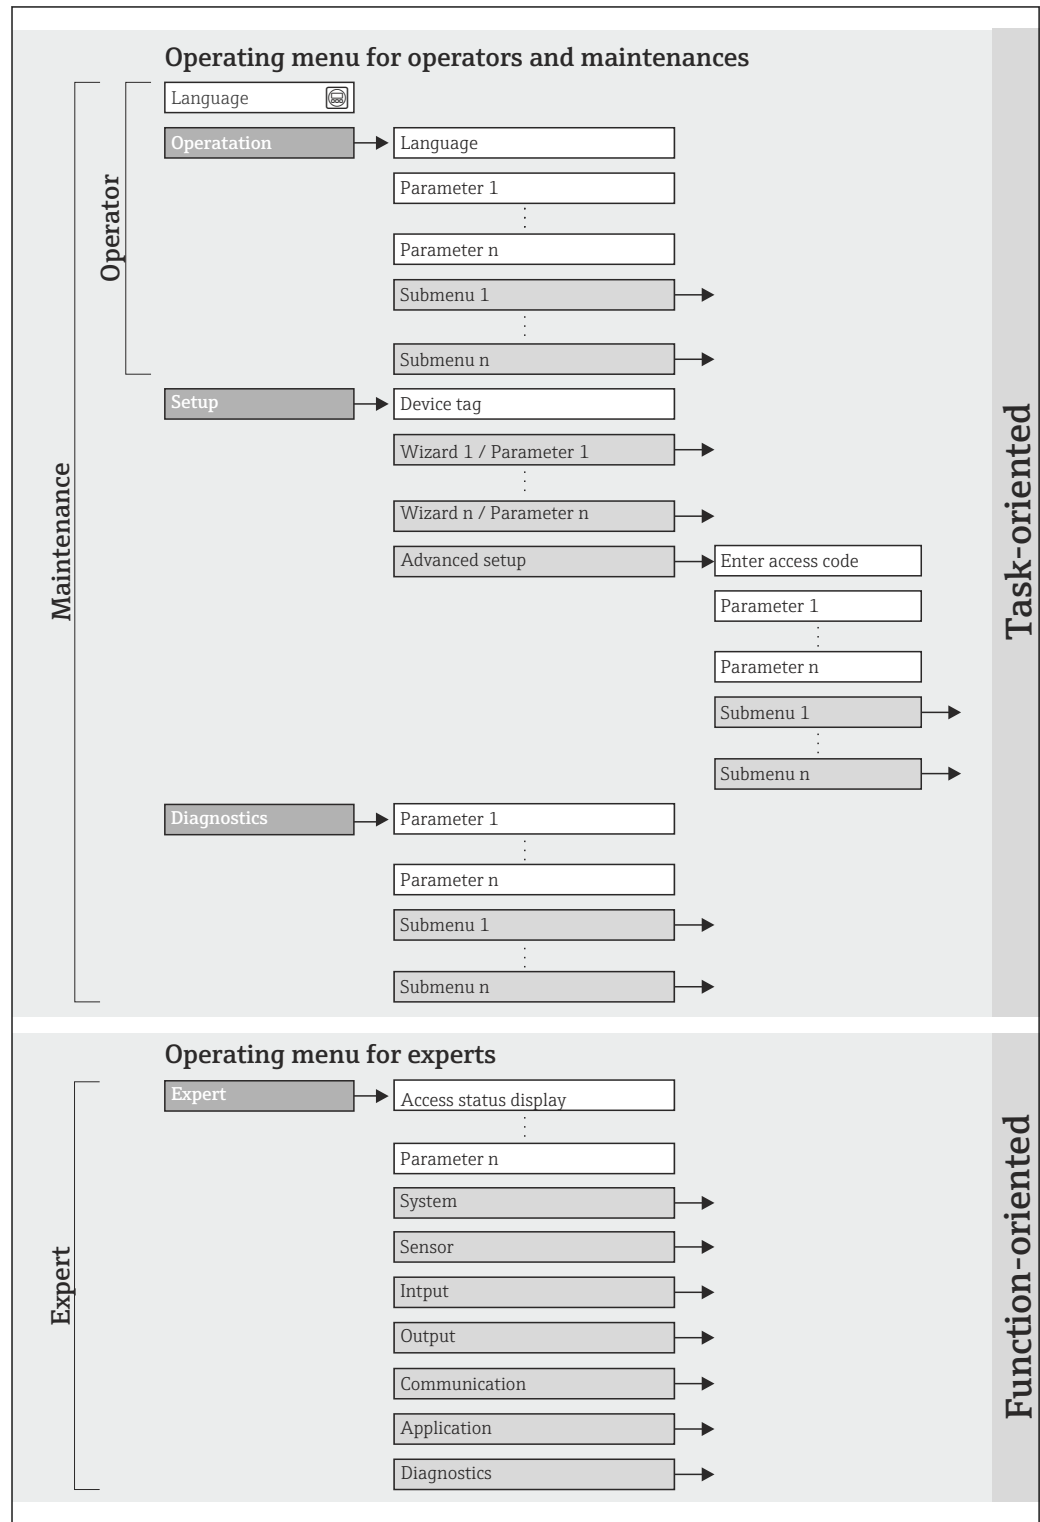 Operating menu for operators and maintenances
Language
Operatation
Language
Parameter 1
Parameter n
Submenu 1
Submenu n
Operator
Setup
Device tag
Wizard 1 / Parameter 1
Wizard n / Parameter n
Advanced setup
Enter access code
Parameter 1
Parameter n
Submenu 1
Submenu n
Maintenance
Diagnostics
Parameter 1
Parameter n
Submenu 1
Submenu n
Task-oriented
Operating menu for experts
Expert
Access status display
Parameter n
System
Sensor
Intput
Output
Communication
Application
Diagnostics
Expert
Function-oriented